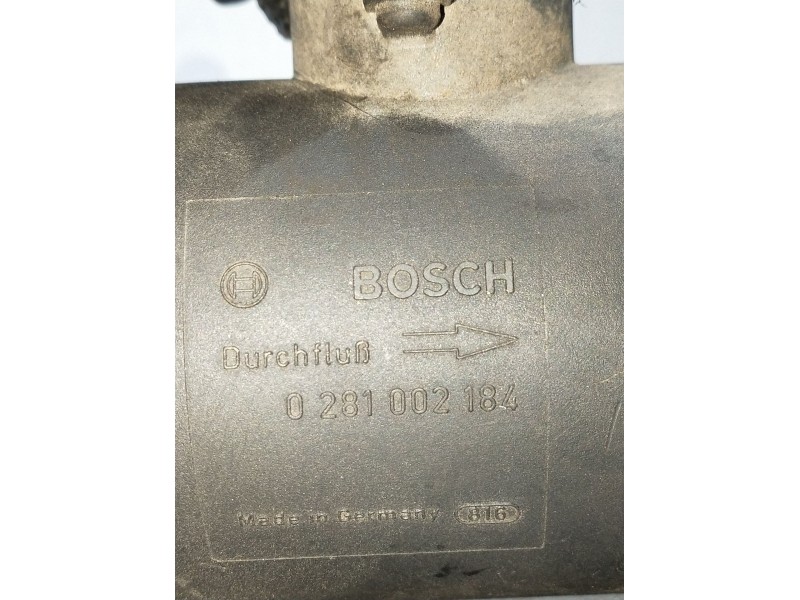 BOSCH
Durchfluß
0 281 002 184
Made in Germany 816